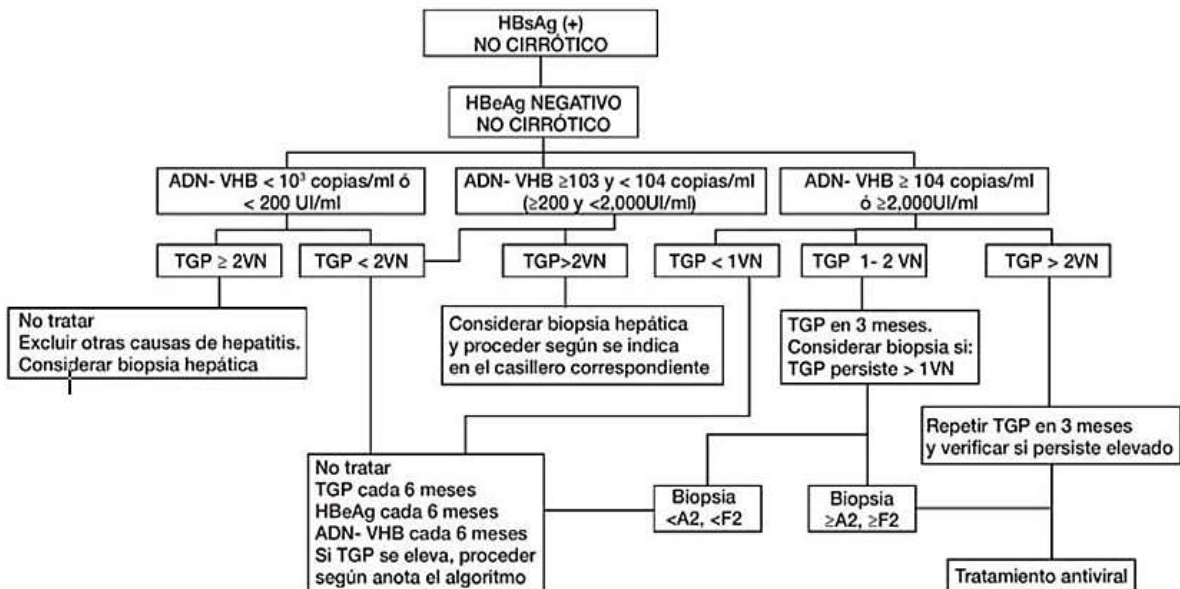 HBsAg (+)
NO CIRRÓTICO
HBeAg NEGATIVO
NO CIRRÓTICO
ADN- VHB < 10³ copias/ml ó
< 200 UI/ml
ADN- VHB ≥103 y < 104 copias/ml
(≥200 y <2,000UI/ml)
ADN- VHB ≥ 104 copias/ml
ó ≥2,000UI/ml
TGP ≥ 2VN
TGP < 2VN
TGP>2VN
TGP < 1VN
TGP 1- 2 VN
TGP > 2VN
No tratar
Excluir otras causas de hepatitis.
Considerar biopsia hepática
Considerar biopsia hepática
y proceder según se indica
en el casillero correspondiente
TGP en 3 meses.
Considerar biopsia si:
TGP persiste > 1VN
Repetir TGP en 3 meses
y verificar si persiste elevado
No tratar
TGP cada 6 meses
HBeAg cada 6 meses
ADN- VHB cada 6 meses
Si TGP se eleva, proceder
según anota el algoritmo
Biopsia
<A2, <F2
Biopsia
≥A2, ≥F2
Tratamiento antiviral